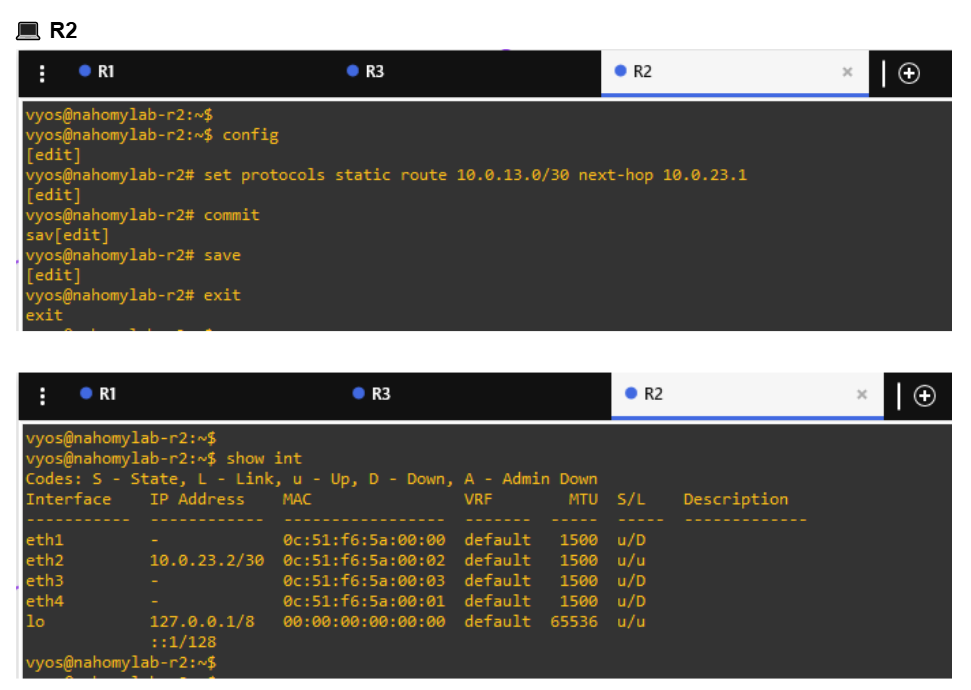 R2
R1 R3 R2 ×
vyos@nahomylab-r2:~$
vyos@nahomylab-r2:~$ config
[edit]
vyos@nahomylab-r2# set protocols static route 10.0.13.0/30 next-hop 10.0.23.1
[edit]
vyos@nahomylab-r2# commit
sav[edit]
vyos@nahomylab-r2# save
[edit]
vyos@nahomylab-r2# exit
exit
R1 R3 R2 ×
vyos@nahomylab-r2:~$
vyos@nahomylab-r2:~$ show int
Codes: S - State, L - Link, u - Up, D - Down, A - Admin Down
Interface IP Address MAC VRF MTU S/L Description
----------- ------------ ----------------- ------- ----- ----- -------------
eth1 - 0c:51:f6:5a:00:00 default 1500 u/D
eth2 10.0.23.2/30 0c:51:f6:5a:00:02 default 1500 u/u
eth3 - 0c:51:f6:5a:00:03 default 1500 u/D
eth4 - 0c:51:f6:5a:00:01 default 1500 u/D
lo 127.0.0.1/8 00:00:00:00:00:00 default 65536 u/u
::1/128
vyos@nahomylab-r2:~$